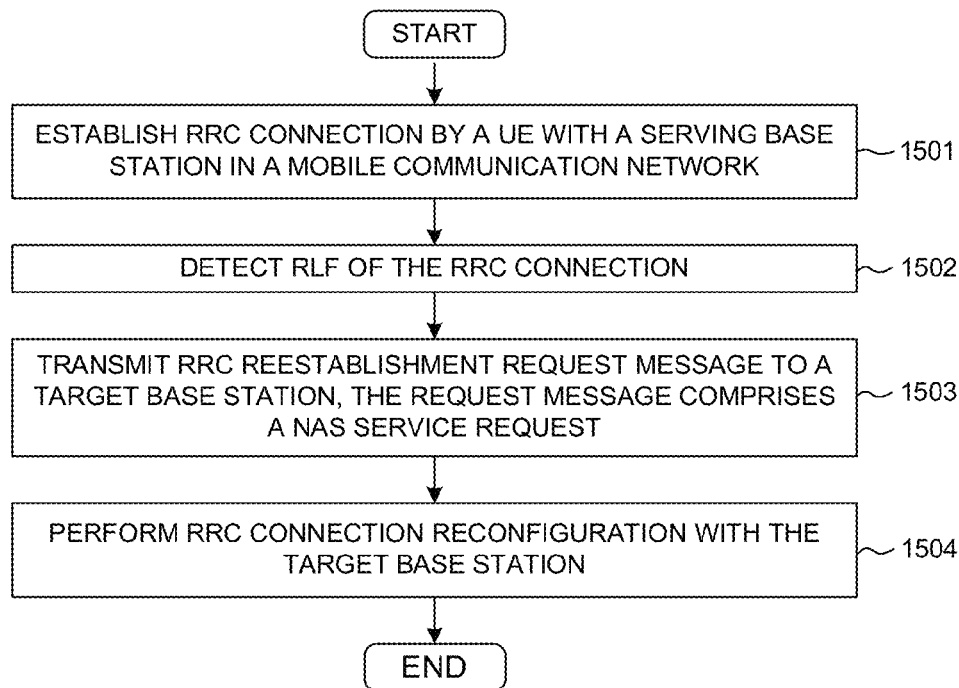 START
ESTABLISH RRC CONNECTION BY A UE WITH A SERVING BASE
STATION IN A MOBILE COMMUNICATION NETWORK
1501
DETECT RLF OF THE RRC CONNECTION
1502
TRANSMIT RRC REESTABLISHMENT REQUEST MESSAGE TO A
TARGET BASE STATION, THE REQUEST MESSAGE COMPRISES
A NAS SERVICE REQUEST
1503
PERFORM RRC CONNECTION RECONFIGURATION WITH THE
TARGET BASE STATION
1504
END